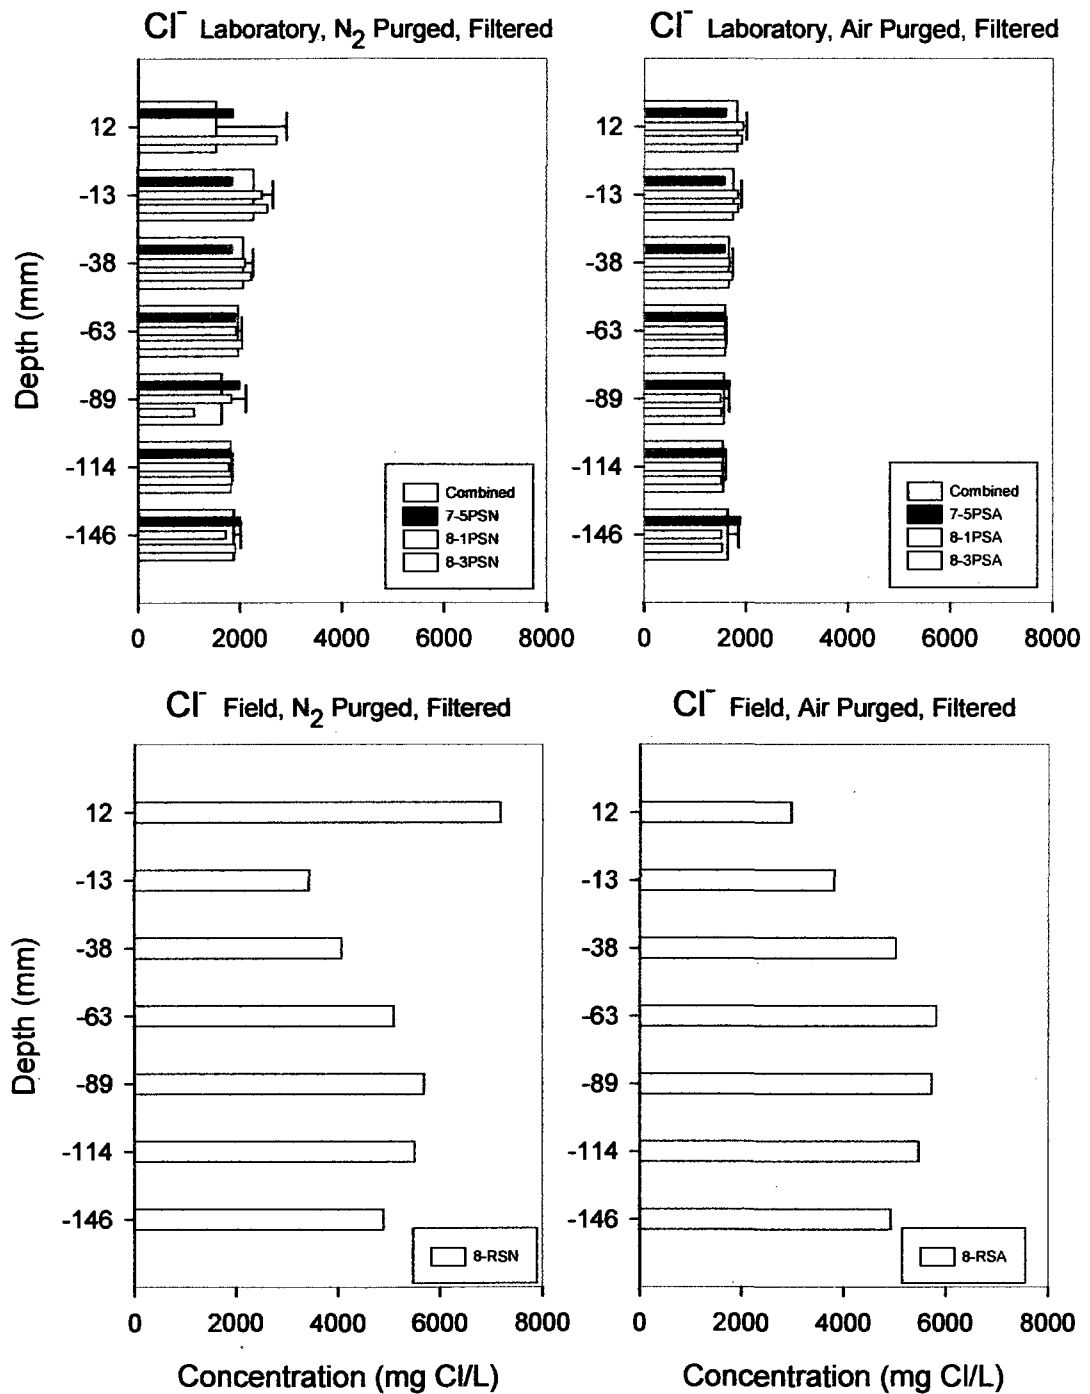 Cl⁻ Laboratory, N₂ Purged, Filtered
Cl⁻ Laboratory, Air Purged, Filtered
Depth (mm)
12
-13
-38
-63
-89
-114
-146
Combined
7-5PSN
8-1PSN
8-3PSN
0 2000 4000 6000 8000
12
-13
-38
-63
-89
-114
-146
Combined
7-5PSA
8-1PSA
8-3PSA
0 2000 4000 6000 8000
Cl⁻ Field, N₂ Purged, Filtered
Cl⁻ Field, Air Purged, Filtered
Depth (mm)
12
-13
-38
-63
-89
-114
-146
8-RSN
0 2000 4000 6000 8000
Concentration (mg Cl/L)
12
-13
-38
-63
-89
-114
-146
8-RSA
0 2000 4000 6000 8000
Concentration (mg Cl/L)